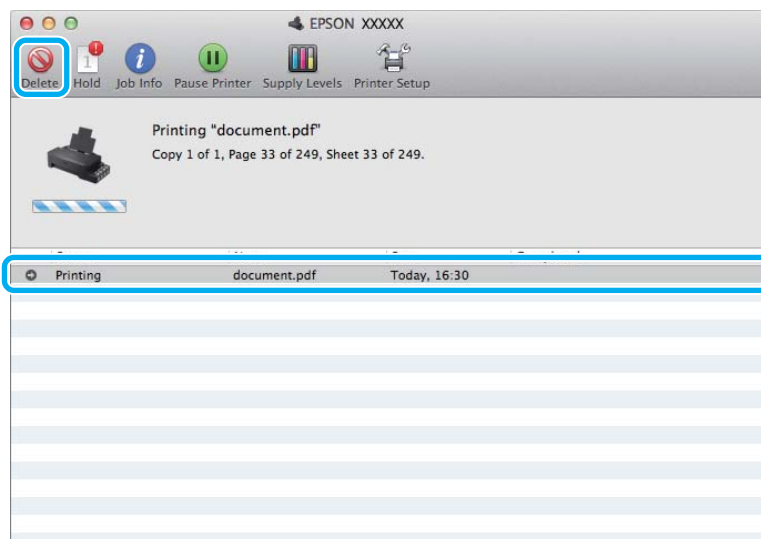 EPSON XXXXX
1
Delete Hold Job Info Pause Printer Supply Levels Printer Setup
Printing “document.pdf”
Copy 1 of 1, Page 33 of 249, Sheet 33 of 249.
Printing document.pdf Today, 16:30